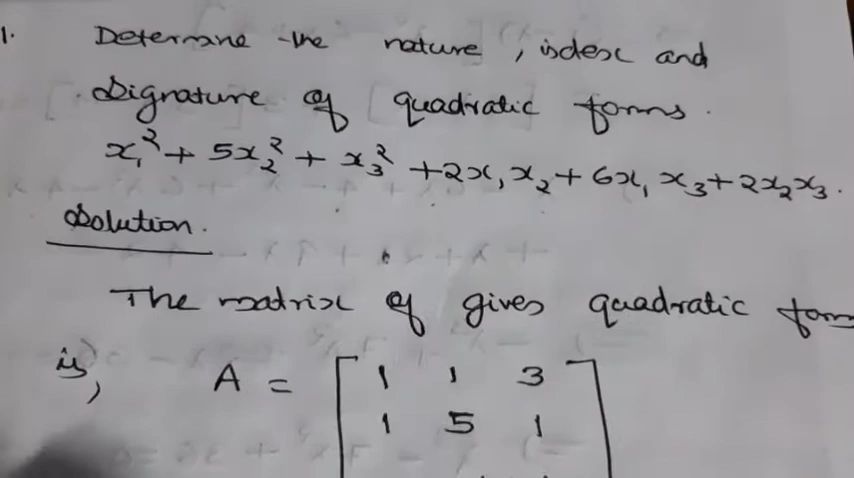 1. Determine the nature, index and
Signature of quadratic forms.
x₁² + 5x₂² + x₃² + 2x₁x₂ + 6x₁x₃ + 2x₂x₃.
Solution.
The matrix of given quadratic form
is, A = [ 1 1 3
1 5 1